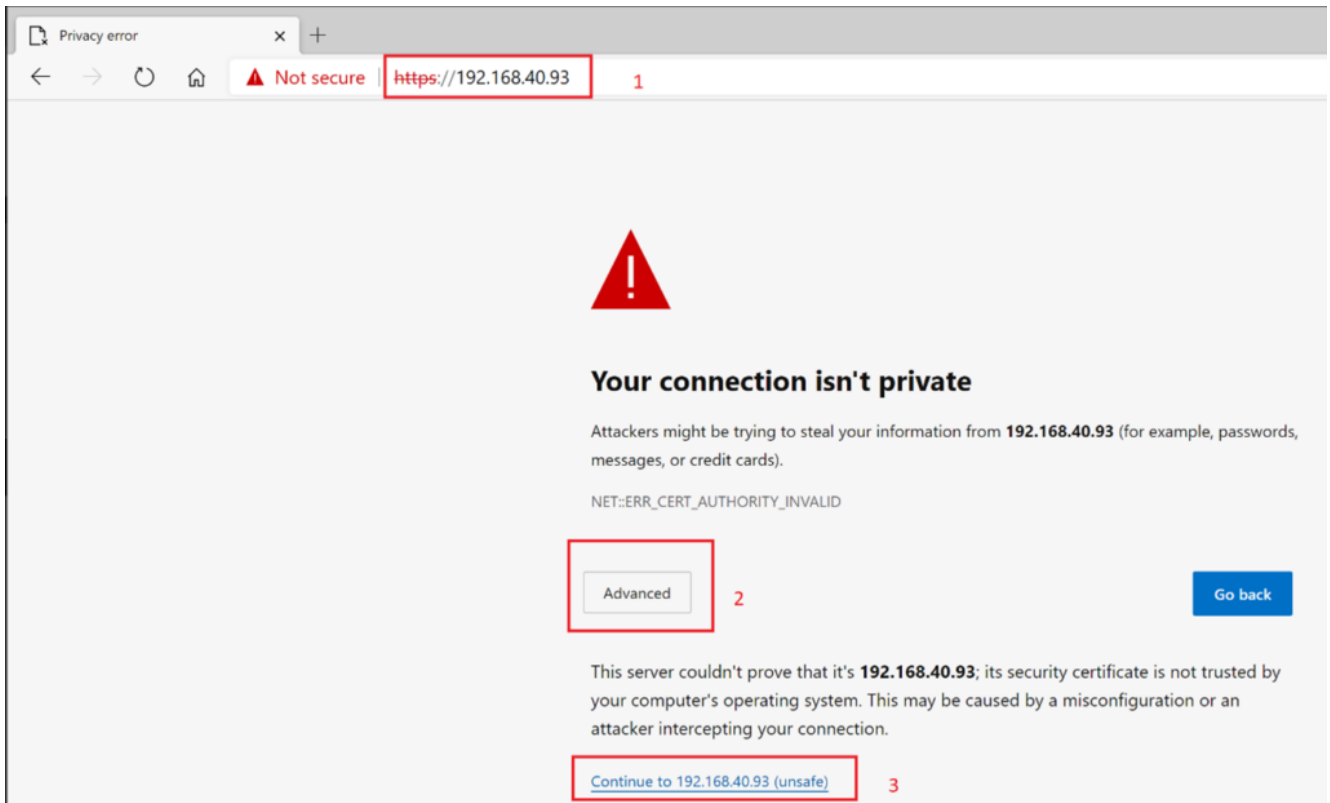 Privacy error
Not secure https://192.168.40.93 1
Your connection isn't private
Attackers might be trying to steal your information from 192.168.40.93 (for example, passwords,
messages, or credit cards).
NET::ERR_CERT_AUTHORITY_INVALID
Advanced 2 Go back
This server couldn't prove that it's 192.168.40.93; its security certificate is not trusted by
your computer's operating system. This may be caused by a misconfiguration or an
attacker intercepting your connection.
Continue to 192.168.40.93 (unsafe) 3